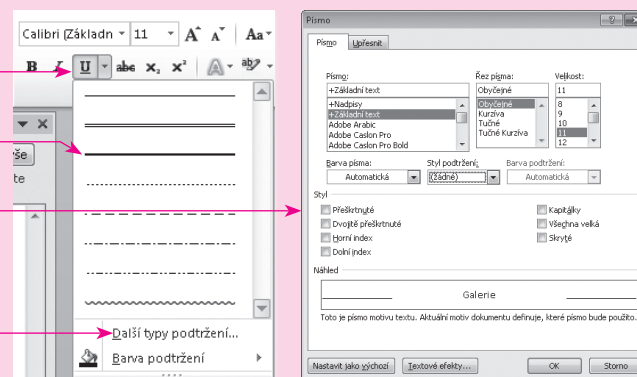 Calibri (Základn 11 A A Aa
B I U abc x₂ x² A ab
še
te
Další typy podtržení...
Barva podtržení
Písmo
Písmo Upřesnit
Písmo: Řez písma: Velikost:
+Základní text Obyčejné 11
+Nadpisy Obyčejné 8
+Základní text Kurzíva 9
Adobe Arabic Tučné 10
Adobe Caslon Pro Tučné Kurzíva 11
Adobe Caslon Pro Bold 12
Barva písma: Styl podtržení: Barva podtržení:
Automatická (žádné) Automatická
Styl
Přeškrtnuté Kapitálky
Dvojitě přeškrtnuté Všechna velká
Horní index Skryté
Dolní index
Náhled
Galerie
Toto je písmo motivu textu. Aktuální motiv dokumentu definuje, které písmo bude použito.
Nastavit jako výchozí Textové efekty... OK Storno